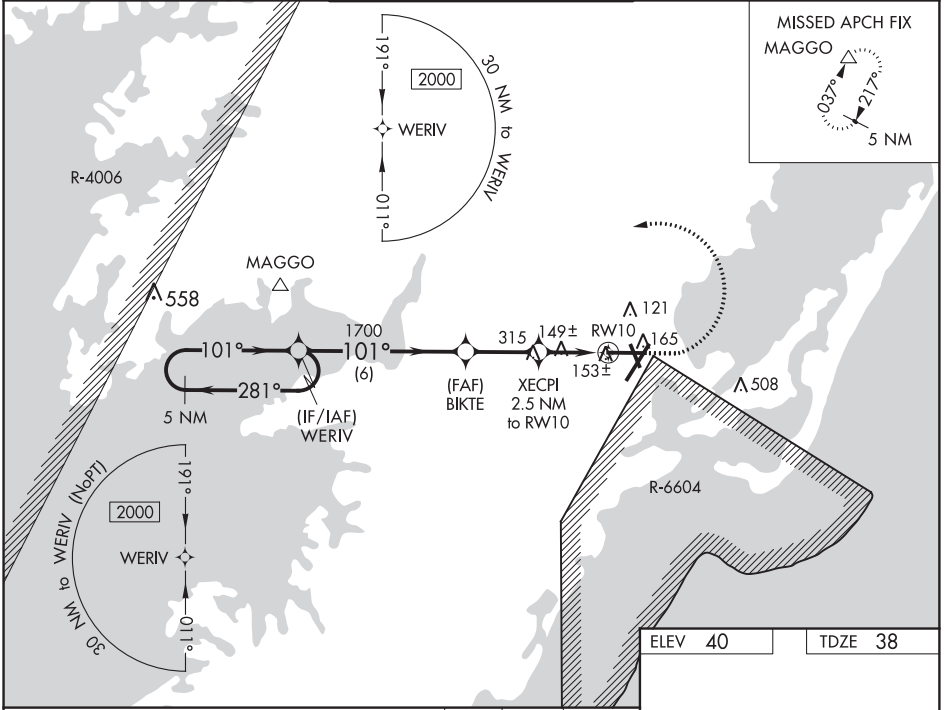 MISSED APCH FIX
MAGGO
037°
217°
5 NM
191°
2000
WERIV
011°
30 NM to WERIV
R-4006
558
MAGGO
121
165
1700
101°
101°
(6)
315
149±
RW10
153±
281°
5 NM
(IF/IAF)
WERIV
(FAF)
BIKTE
XECPI
2.5 NM
to RW10
508
R-6604
191°
2000
WERIV
011°
30 NM to WERIV (NoPT)
ELEV 40
TDZE 38